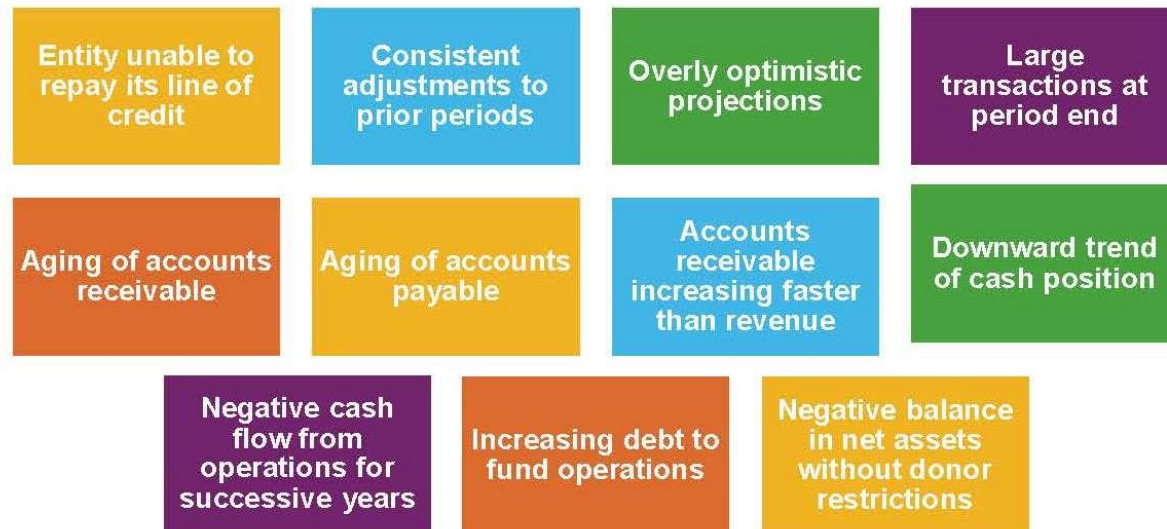 Entity unable to
repay its line of
credit
Consistent
adjustments to
prior periods
Overly optimistic
projections
Large
transactions at
period end
Aging of accounts
receivable
Aging of accounts
payable
Accounts
receivable
increasing faster
than revenue
Downward trend
of cash position
Negative cash
flow from
operations for
successive years
Increasing debt to
fund operations
Negative balance
in net assets
without donor
restrictions